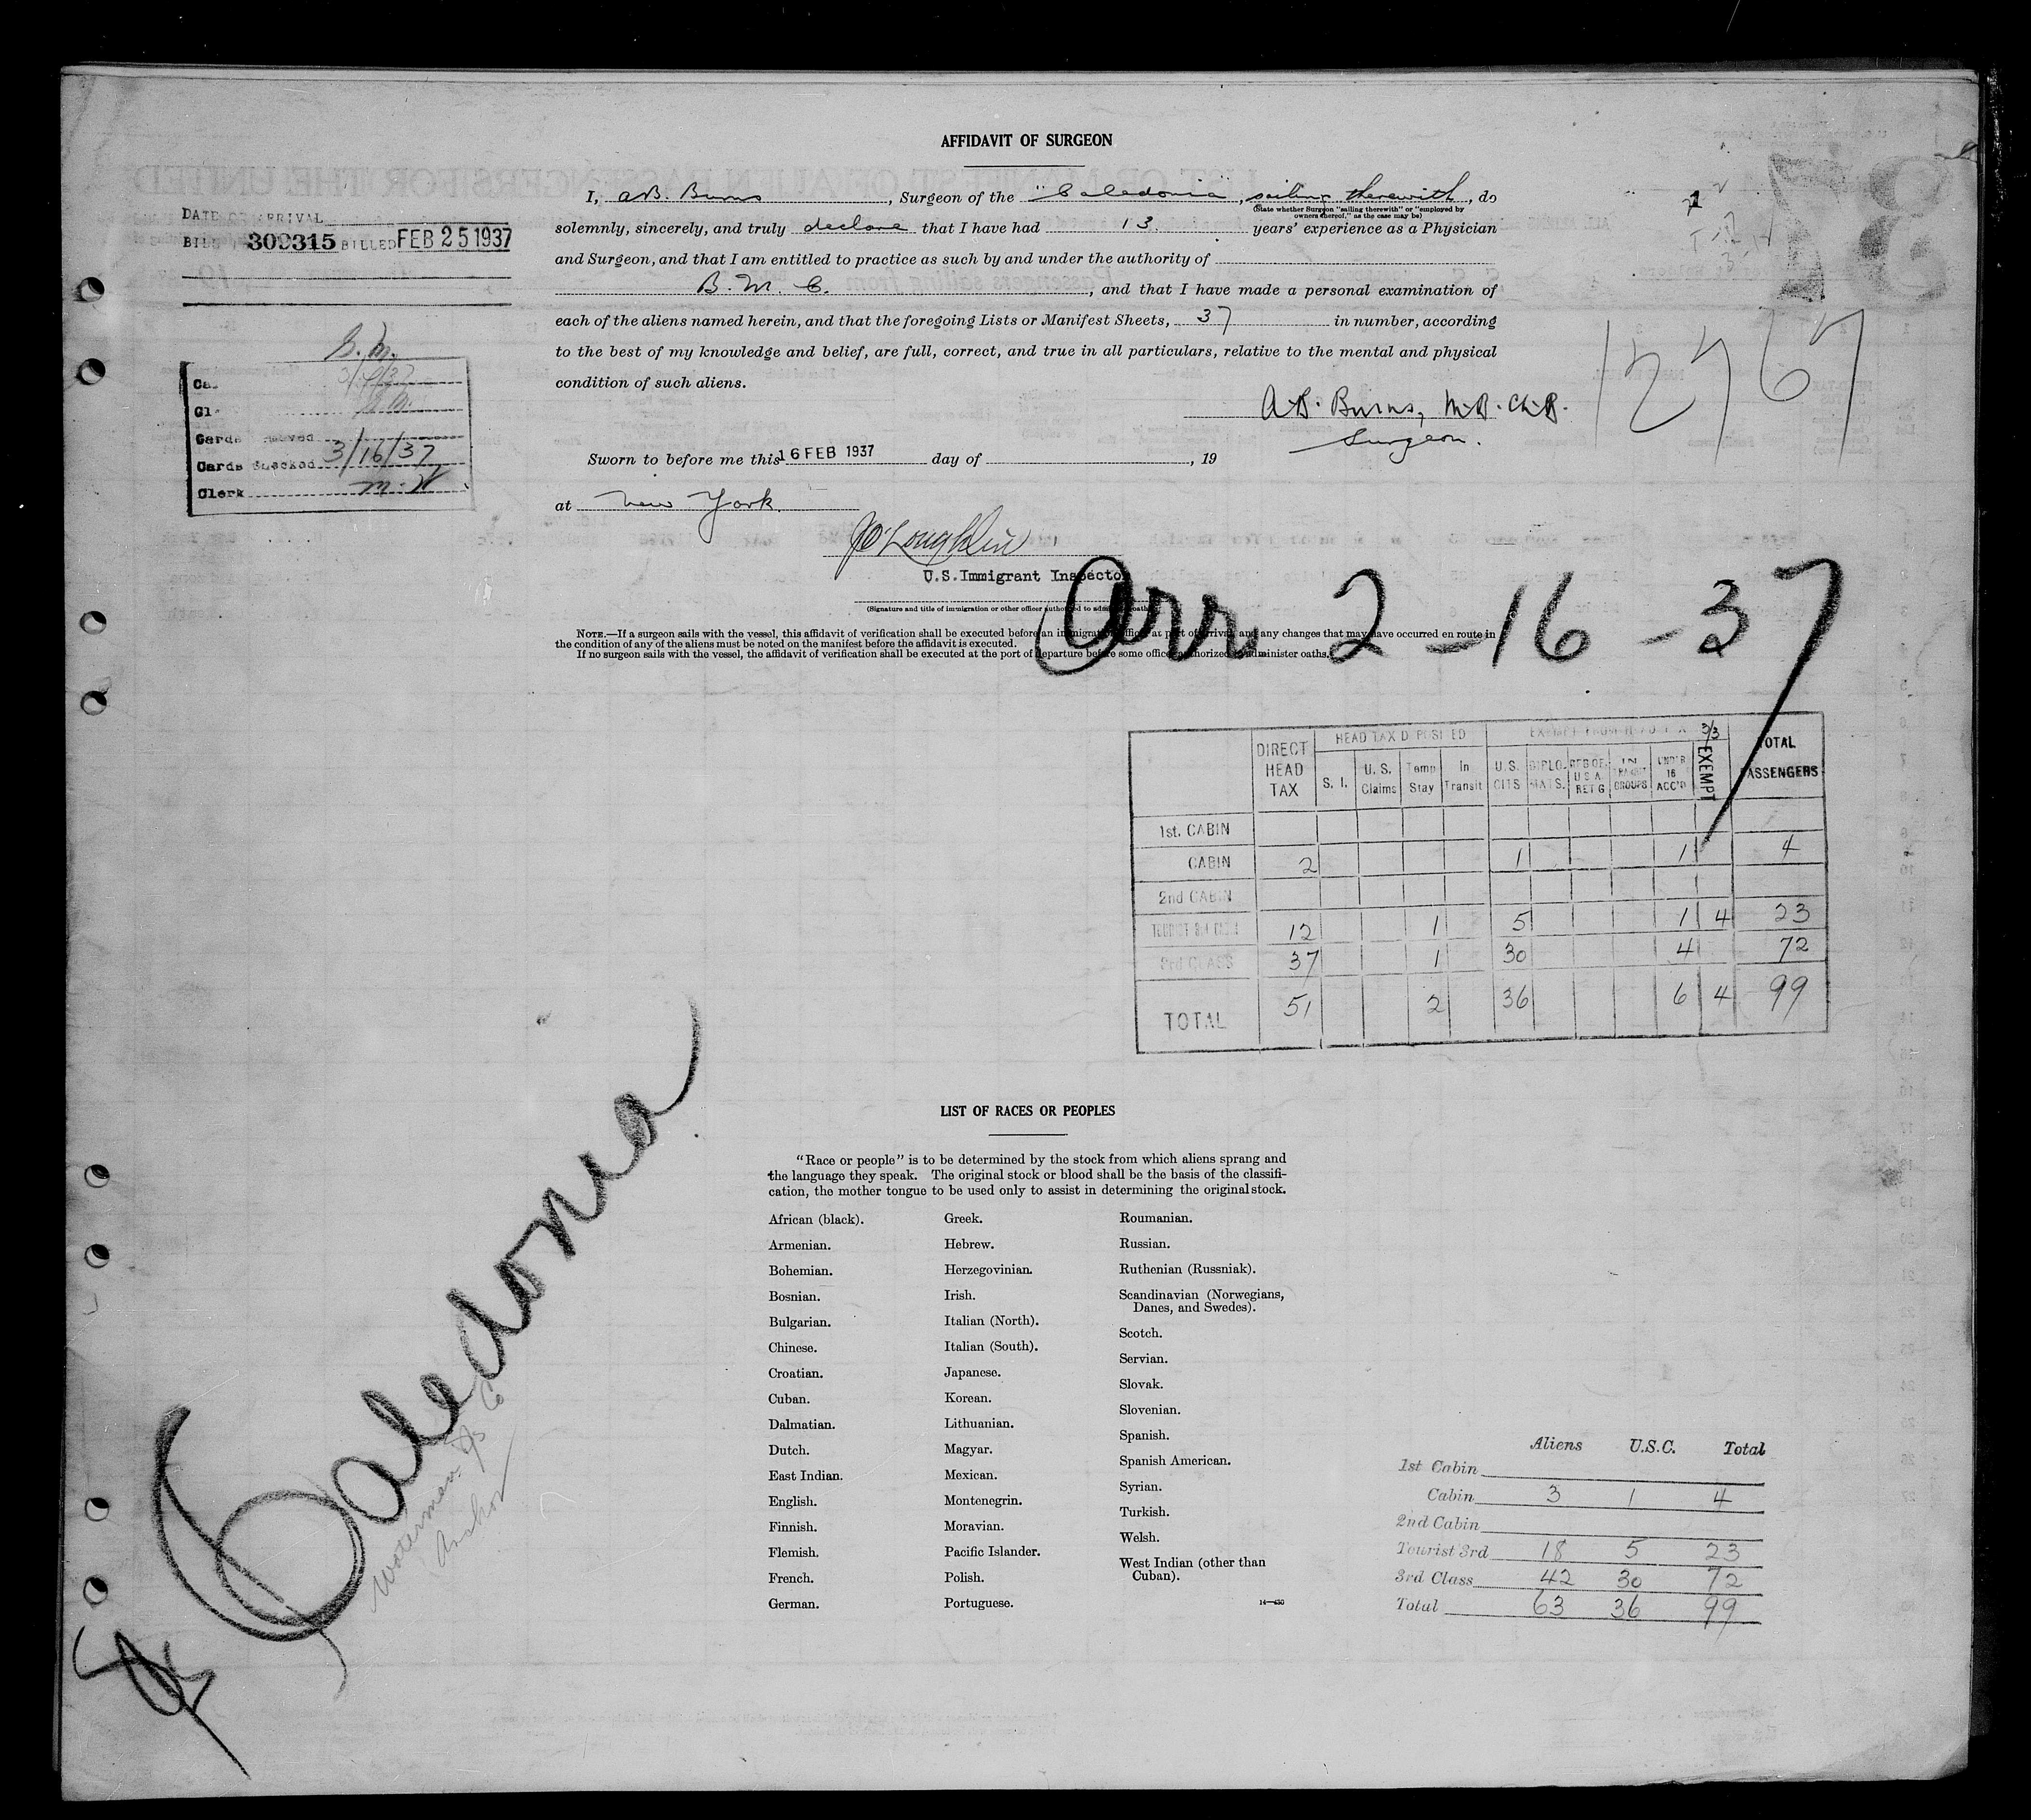 AFFIDAVIT OF SURGEON
I, A.B. Burns, Surgeon of the "Caledonia", sailing therewith, do
(State whether Surgeon "sailing therewith" or "employed by
owners thereof," as the case may be)
solemnly, sincerely, and truly declare that I have had 13 years' experience as a Physician
and Surgeon, and that I am entitled to practice as such by and under the authority of
B. M. C., and that I have made a personal examination of
each of the aliens named herein, and that the foregoing Lists or Manifest Sheets, 37 in number, according
to the best of my knowledge and belief, are full, correct, and true in all particulars, relative to the mental and physical
condition of such aliens.
A.B. Burns, M.B. Ch.B.
Surgeon.
Sworn to before me this 16 FEB 1937 day of , 19
at New York
J O'Loughlin
U.S. Immigrant Inspector
(Signature and title of immigration or other officer authorized to administer oath)
NOTE.—If a surgeon sails with the vessel, this affidavit of verification shall be executed before an immigration officer at port of arrival, and any changes that may have occurred en route in
the condition of any of the aliens must be noted on the manifest before the affidavit is executed.
If no surgeon sails with the vessel, the affidavit of verification shall be executed at the port of departure before some officer authorized to administer oaths.
DATE OF ARRIVAL
BILL 309315 BILLED FEB 25 1937
Cards Checked 3/16/37
Clerk M.W
12767
Arr. 2-16-37
DIRECT HEAD TAX
HEAD TAX DEPOSITED
S. I.
U. S. Claims
Temp Stay
In Transit
U.S. CITS
DIPLOMATS.
UNDER 16 ACC'D
EXEMPT
TOTAL PASSENGERS
1st. CABIN
CABIN 2 1 1 4
2nd CABIN
TOURIST 3rd CABIN 12 1 5 1 4 23
3rd CLASS 37 1 30 4 72
TOTAL 51 2 36 6 4 99
LIST OF RACES OR PEOPLES
"Race or people" is to be determined by the stock from which aliens sprang and
the language they speak. The original stock or blood shall be the basis of the classifi-
cation, the mother tongue to be used only to assist in determining the original stock.
African (black).
Armenian.
Bohemian.
Bosnian.
Bulgarian.
Chinese.
Croatian.
Cuban.
Dalmatian.
Dutch.
East Indian.
English.
Finnish.
Flemish.
French.
German.
Greek.
Hebrew.
Herzegovinian.
Irish.
Italian (North).
Italian (South).
Japanese.
Korean.
Lithuanian.
Magyar.
Mexican.
Montenegrin.
Moravian.
Pacific Islander.
Polish.
Portuguese.
Roumanian.
Russian.
Ruthenian (Russniak).
Scandinavian (Norwegians,
Danes, and Swedes).
Scotch.
Servian.
Slovak.
Slovenian.
Spanish.
Spanish American.
Syrian.
Turkish.
Welsh.
West Indian (other than
Cuban).
14—430
Aliens U.S.C. Total
1st Cabin
Cabin 3 1 4
2nd Cabin
Tourist 3rd 18 5 23
3rd Class 42 30 72
Total 63 36 99
Caledonia
Waterman
Anchor